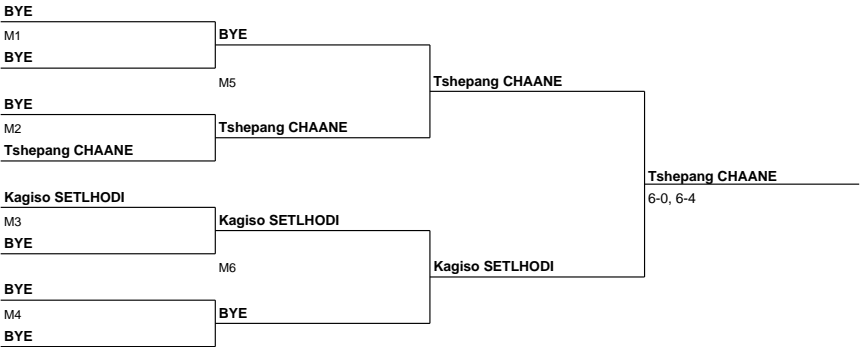 BYE
M1
BYE
BYE
M5
Tshepang CHAANE
BYE
M2
Tshepang CHAANE
Tshepang CHAANE
Tshepang CHAANE
6-0, 6-4
Kagiso SETLHODI
M3
Kagiso SETLHODI
BYE
M6
Kagiso SETLHODI
BYE
M4
BYE
BYE